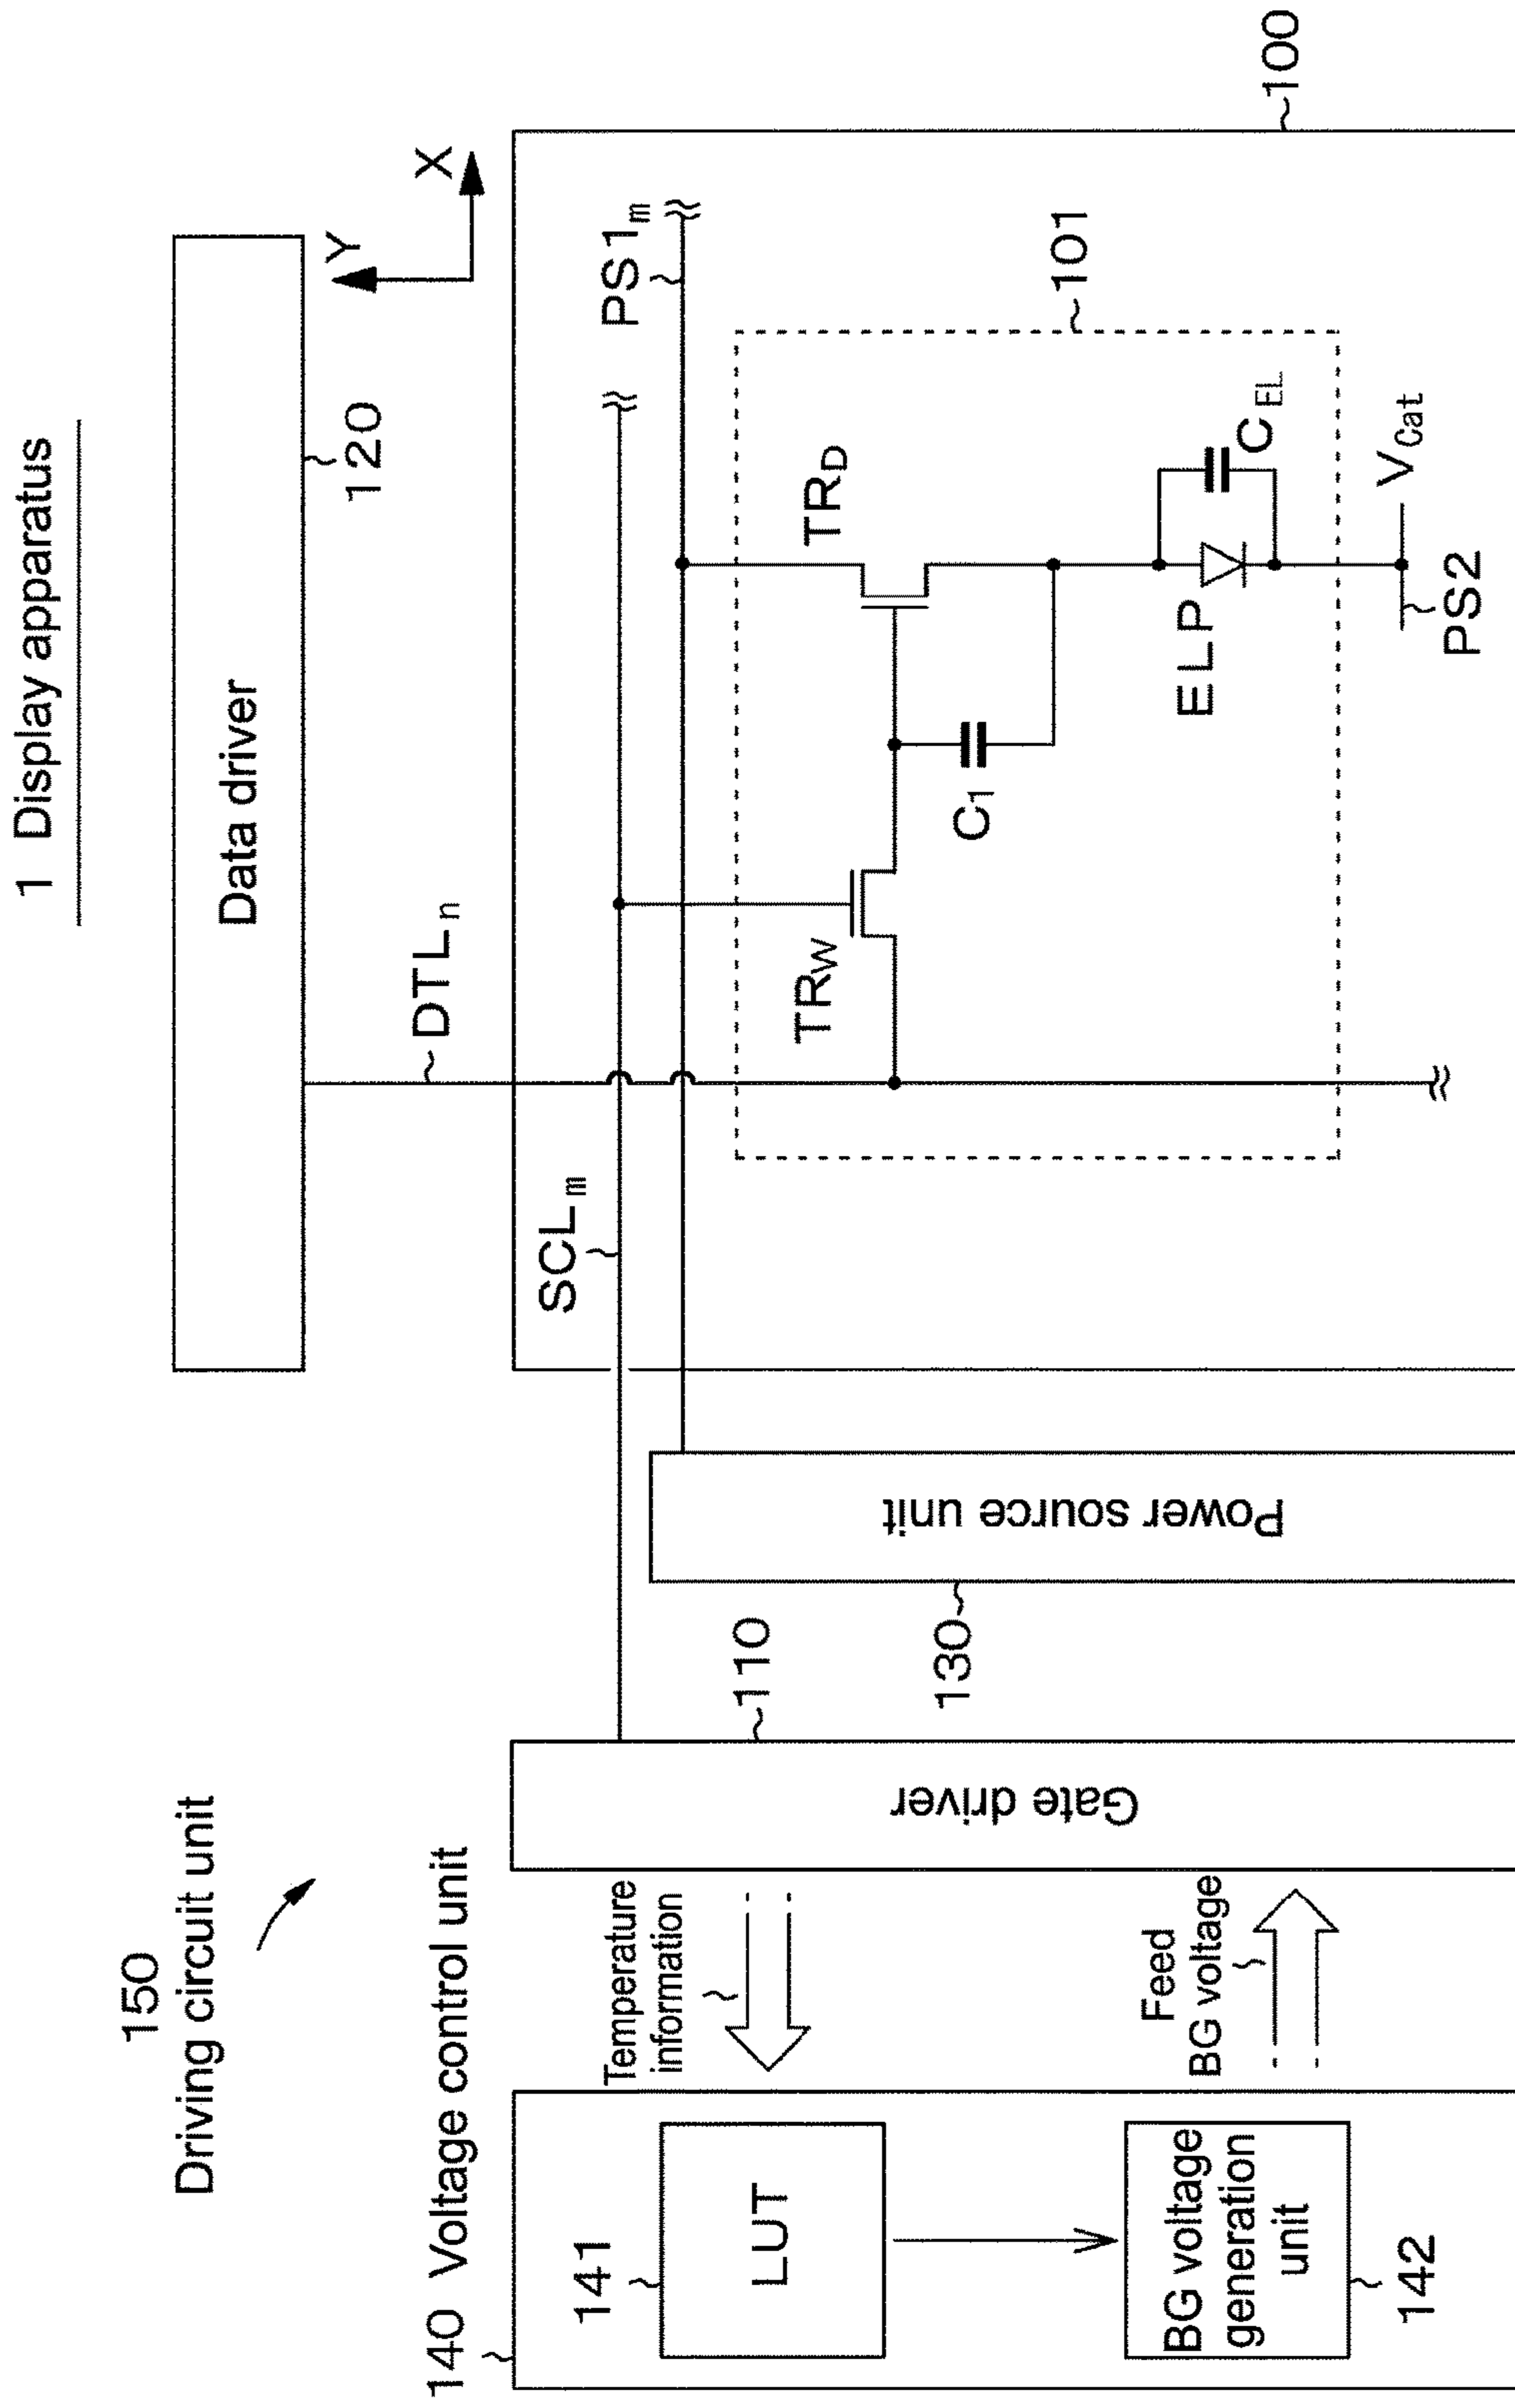 1 Display apparatus
150
Driving circuit unit
Data driver
120
Y
X
140 Voltage control unit
DTLn
SCLm
PS1m
100
141
LUT
Temperature
information
Gate driver
110
Power source unit
130
TRW
TRD
C1
101
ELP
CEL
Feed
BG voltage
BG voltage
generation
unit
142
VCat
PS2